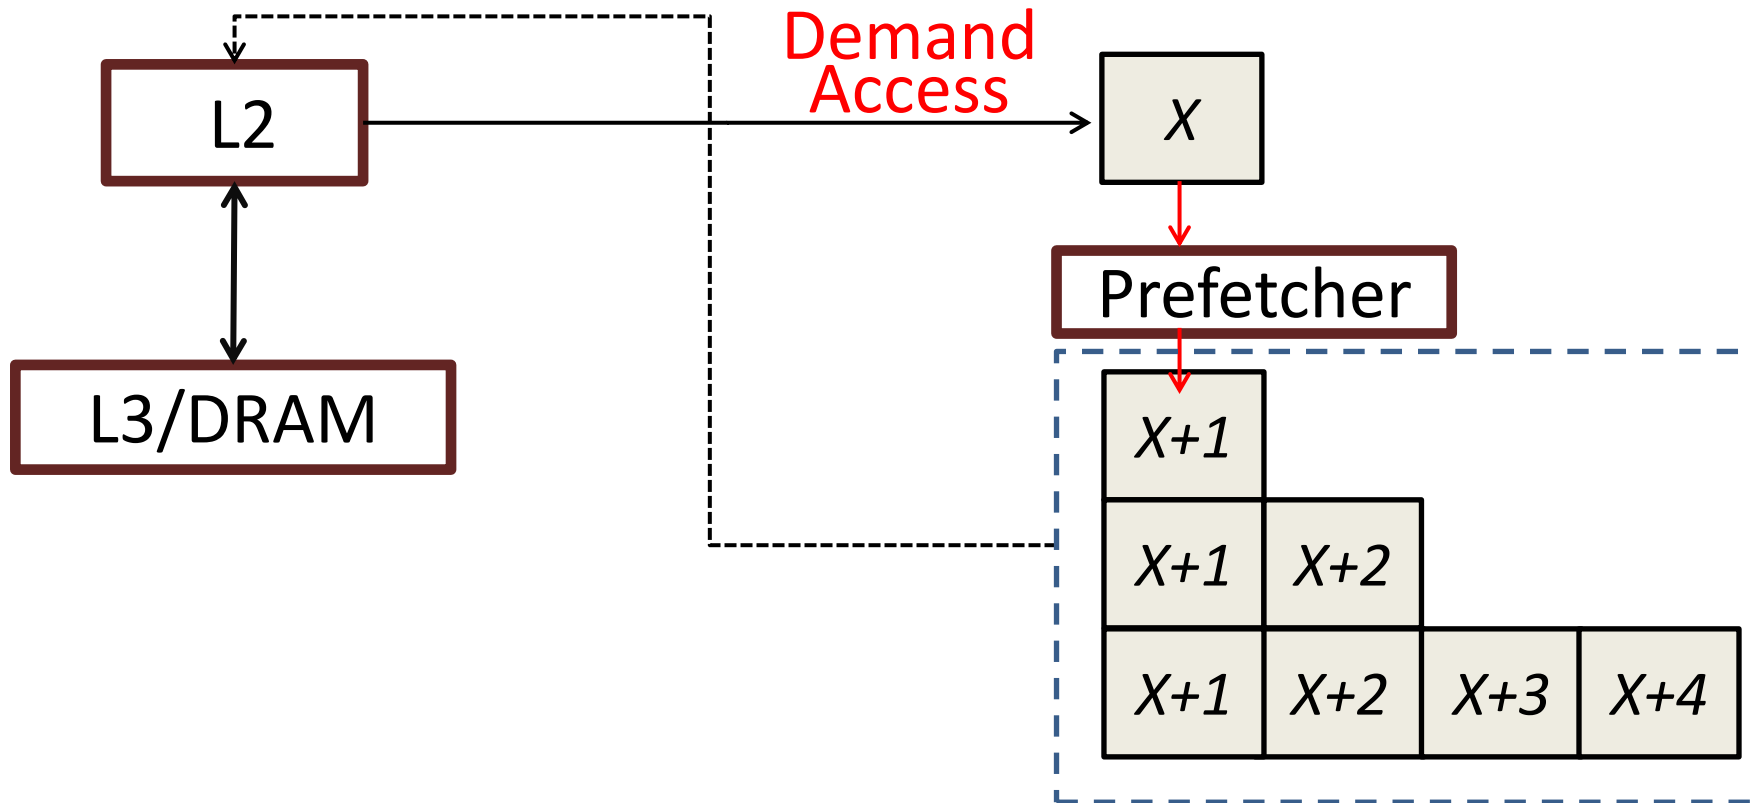 Demand
Access
L2
X
Prefetcher
L3/DRAM
X+1
X+1 X+2
X+1 X+2 X+3 X+4